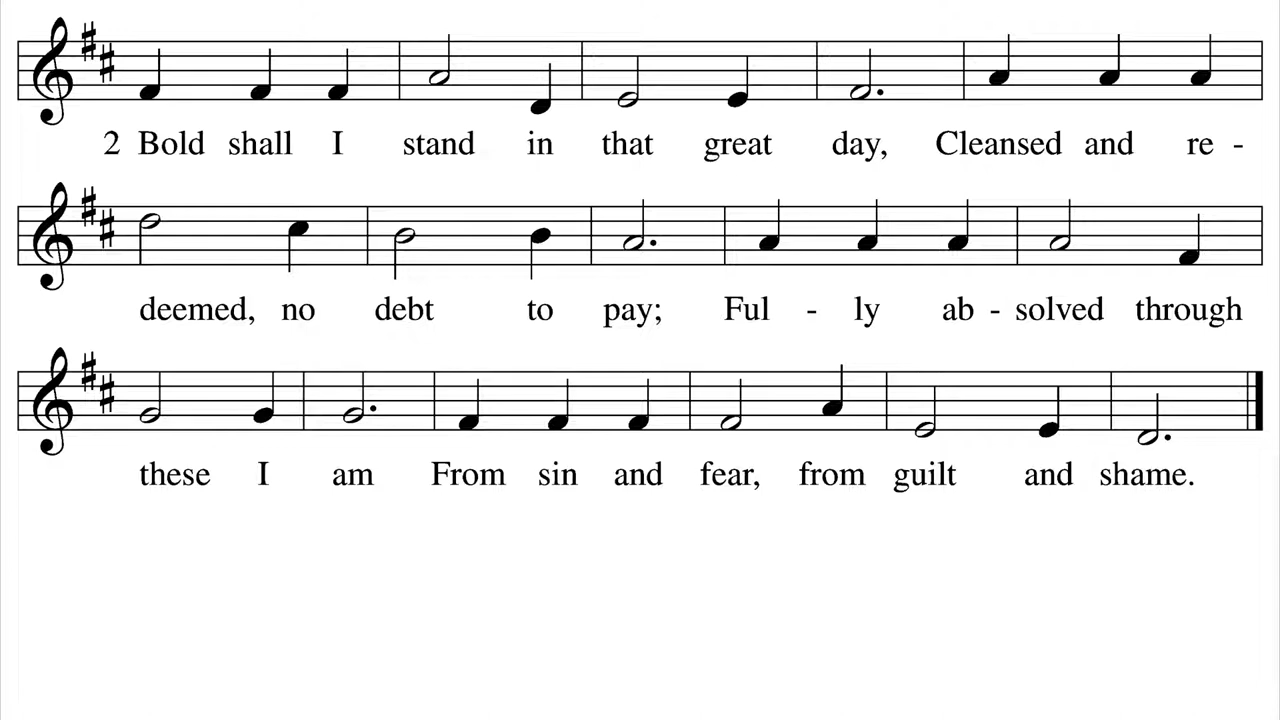 2 Bold shall I stand in that great day, Cleansed and re -
deemed, no debt to pay; Ful - ly ab - solved through
these I am From sin and fear, from guilt and shame.